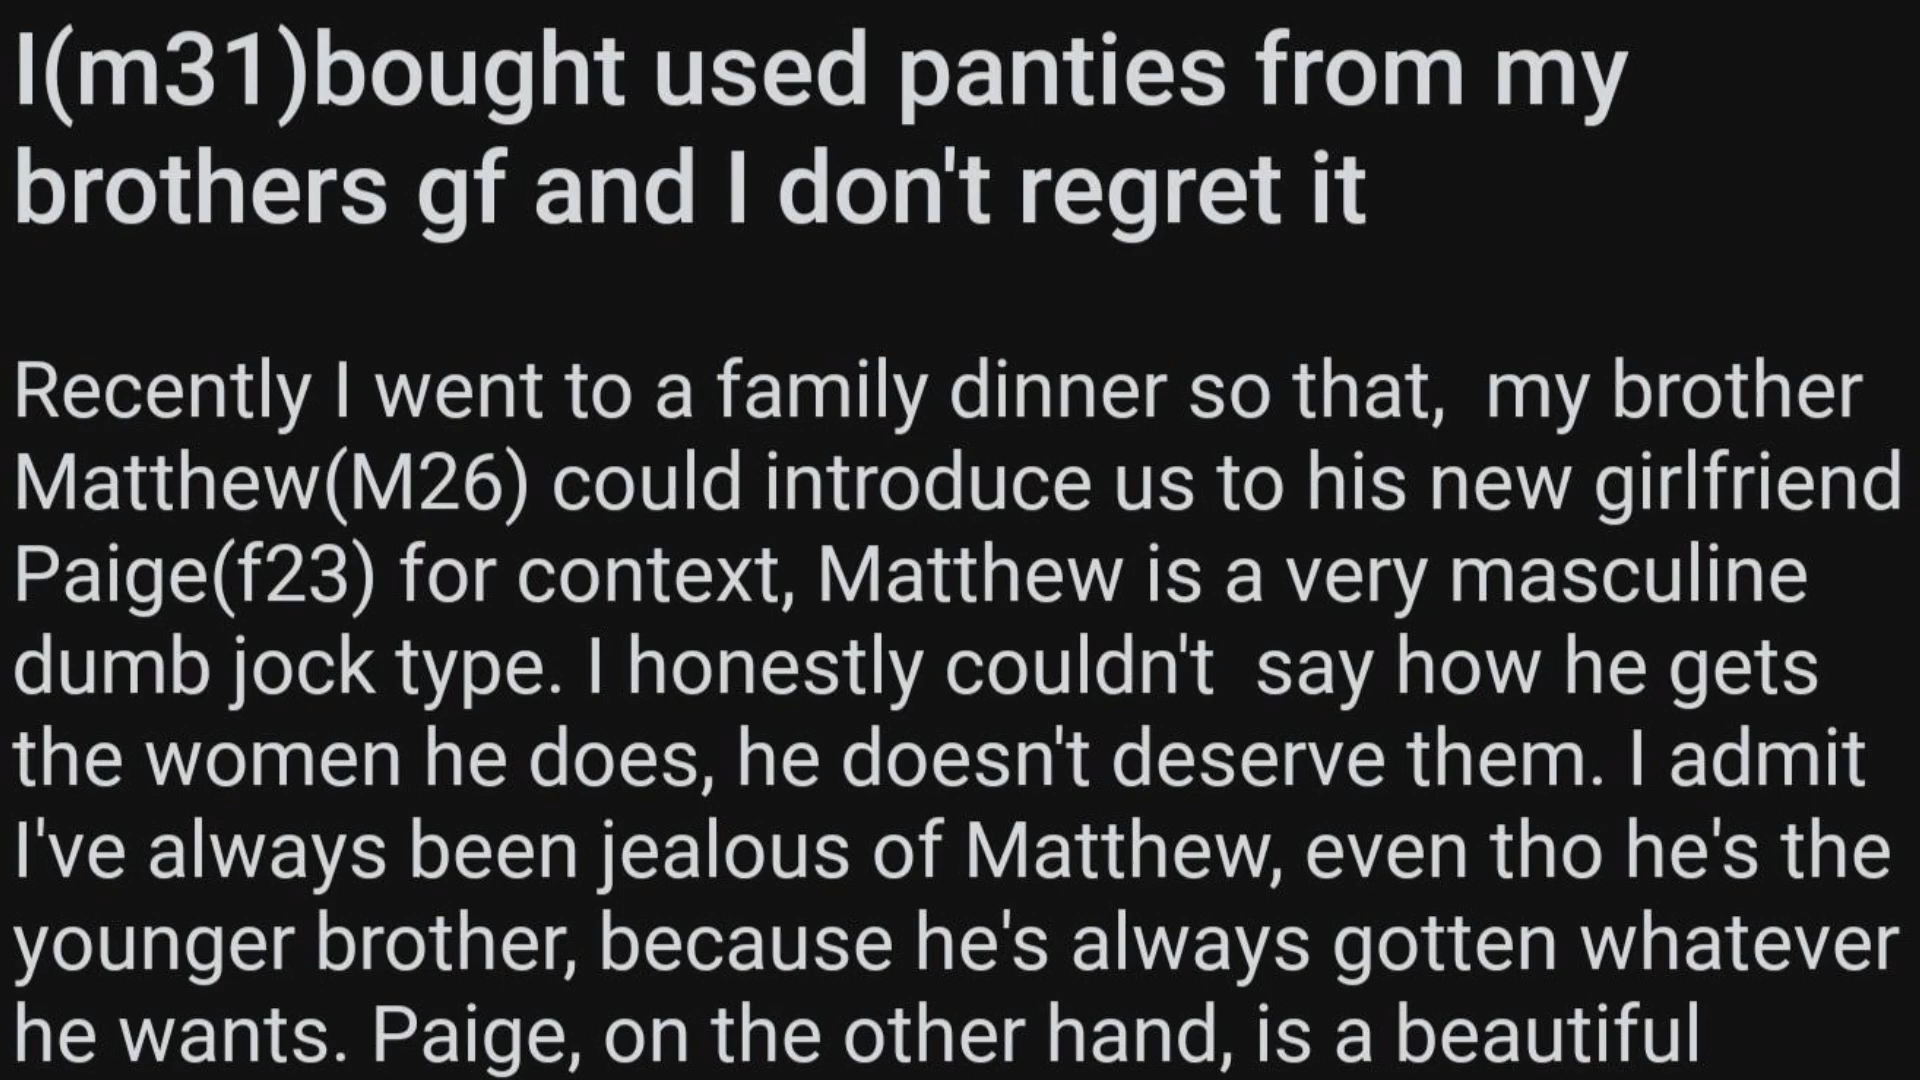 I(m31)bought used panties from my
brothers gf and I don't regret it
Recently I went to a family dinner so that,  my brother
Matthew(M26) could introduce us to his new girlfriend
Paige(f23) for context, Matthew is a very masculine
dumb jock type. I honestly couldn't  say how he gets
the women he does, he doesn't deserve them. I admit
I've always been jealous of Matthew, even tho he's the
younger brother, because he's always gotten whatever
he wants. Paige, on the other hand, is a beautiful